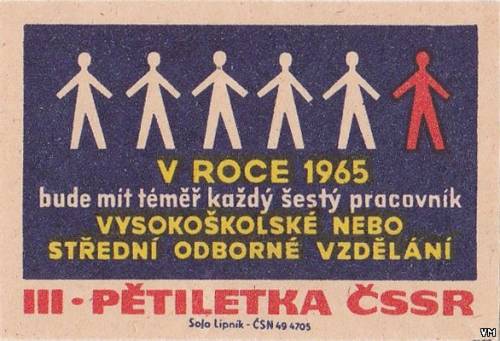 V ROCE 1965
bude mít téměř každý šestý pracovník
VYSOKOŠKOLSKÉ NEBO
STŘEDNÍ ODBORNÉ VZDĚLÁNÍ
III • PĚTILETKA ČSSR
Solo Lipník - ČSN 49 4705
VM